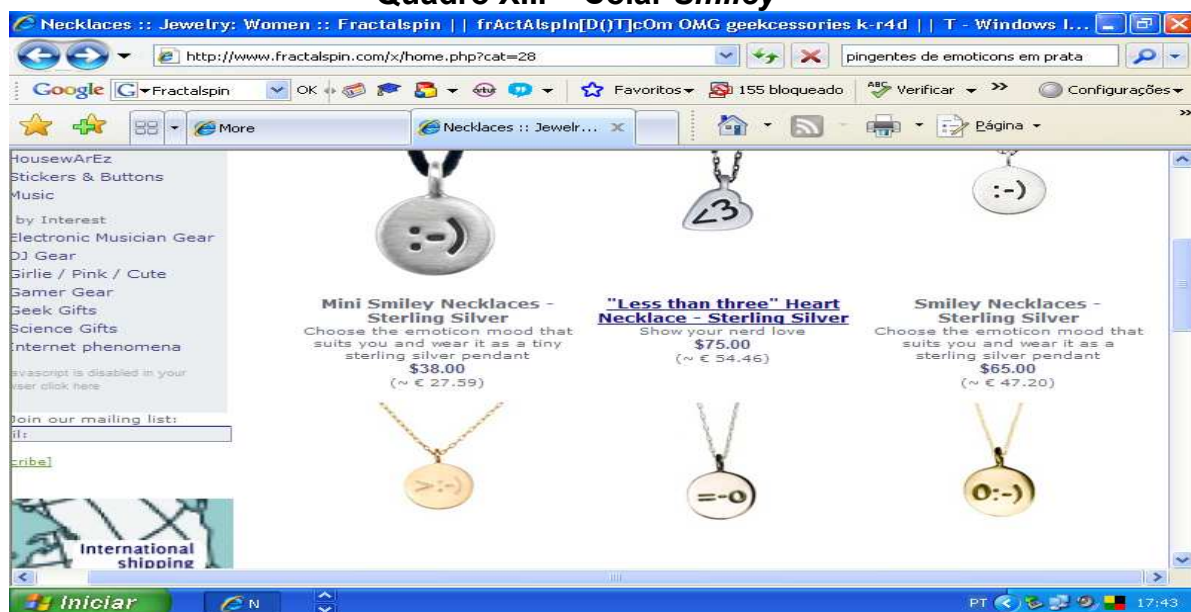 Quadro XIII – Colar Smiley
Necklaces :: Jewelry: Women :: Fractalspin || frActAlspIn[D()T]cOm OMG geekcessories k-r4d || T - Windows I...
http://www.fractalspin.com/x/home.php?cat=28
pingentes de emoticons em prata
Google
G Fractalspin
OK
Favoritos
155 bloqueado
ABC Verificar
Configurações
More
Necklaces :: Jewelr...
Página
HousewArEz
Stickers & Buttons
Music
by Interest
Electronic Musician Gear
DJ Gear
Girlie / Pink / Cute
Gamer Gear
Geek Gifts
Science Gifts
Internet phenomena
avascript is disabled in your
wser click here
Join our mailing list:
il:
cribe]
International
shipping
:-)
<3
:-)
Mini Smiley Necklaces -
Sterling Silver
Choose the emoticon mood that
suits you and wear it as a tiny
sterling silver pendant
$38.00
(~ € 27.59)
"Less than three" Heart
Necklace - Sterling Silver
Show your nerd love
$75.00
(~ € 54.46)
Smiley Necklaces -
Sterling Silver
Choose the emoticon mood that
suits you and wear it as a
sterling silver pendant
$65.00
(~ € 47.20)
>:-)
=-o
O:-)
Iniciar
N
PT
17:43